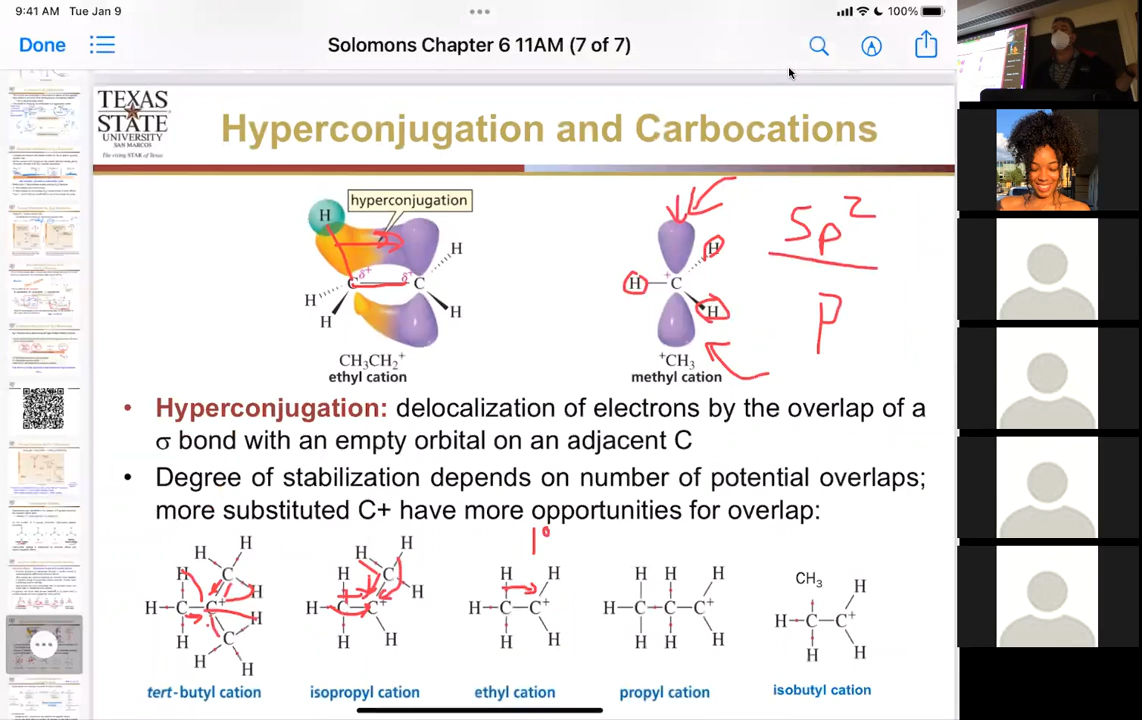 9:41 AM Tue Jan 9
100%
Done
Solomons Chapter 6 11AM (7 of 7)
TEXAS
STATE
UNIVERSITY
SAN MARCOS
The rising STAR of Texas
Hyperconjugation and Carbocations
H
hyperconjugation
H
H
Sp2
δ+
δ+
C
C
H
C
+
H
H
H
H
p
CH3CH2+
ethyl cation
+CH3
methyl cation
• Hyperconjugation: delocalization of electrons by the overlap of a
σ bond with an empty orbital on an adjacent C
• Degree of stabilization depends on number of potential overlaps;
more substituted C+ have more opportunities for overlap:
1°
H
H
H
C
H
H
C
C+
H
H
C
H
H
H
H
H
H
C
H
H
C
C+
H
H
H
H
H
C
C+
H
H
H
H
H
H
C
C
C+
H
H
H
CH3
H
H
C
C+
H
H
tert-butyl cation
isopropyl cation
ethyl cation
propyl cation
isobutyl cation